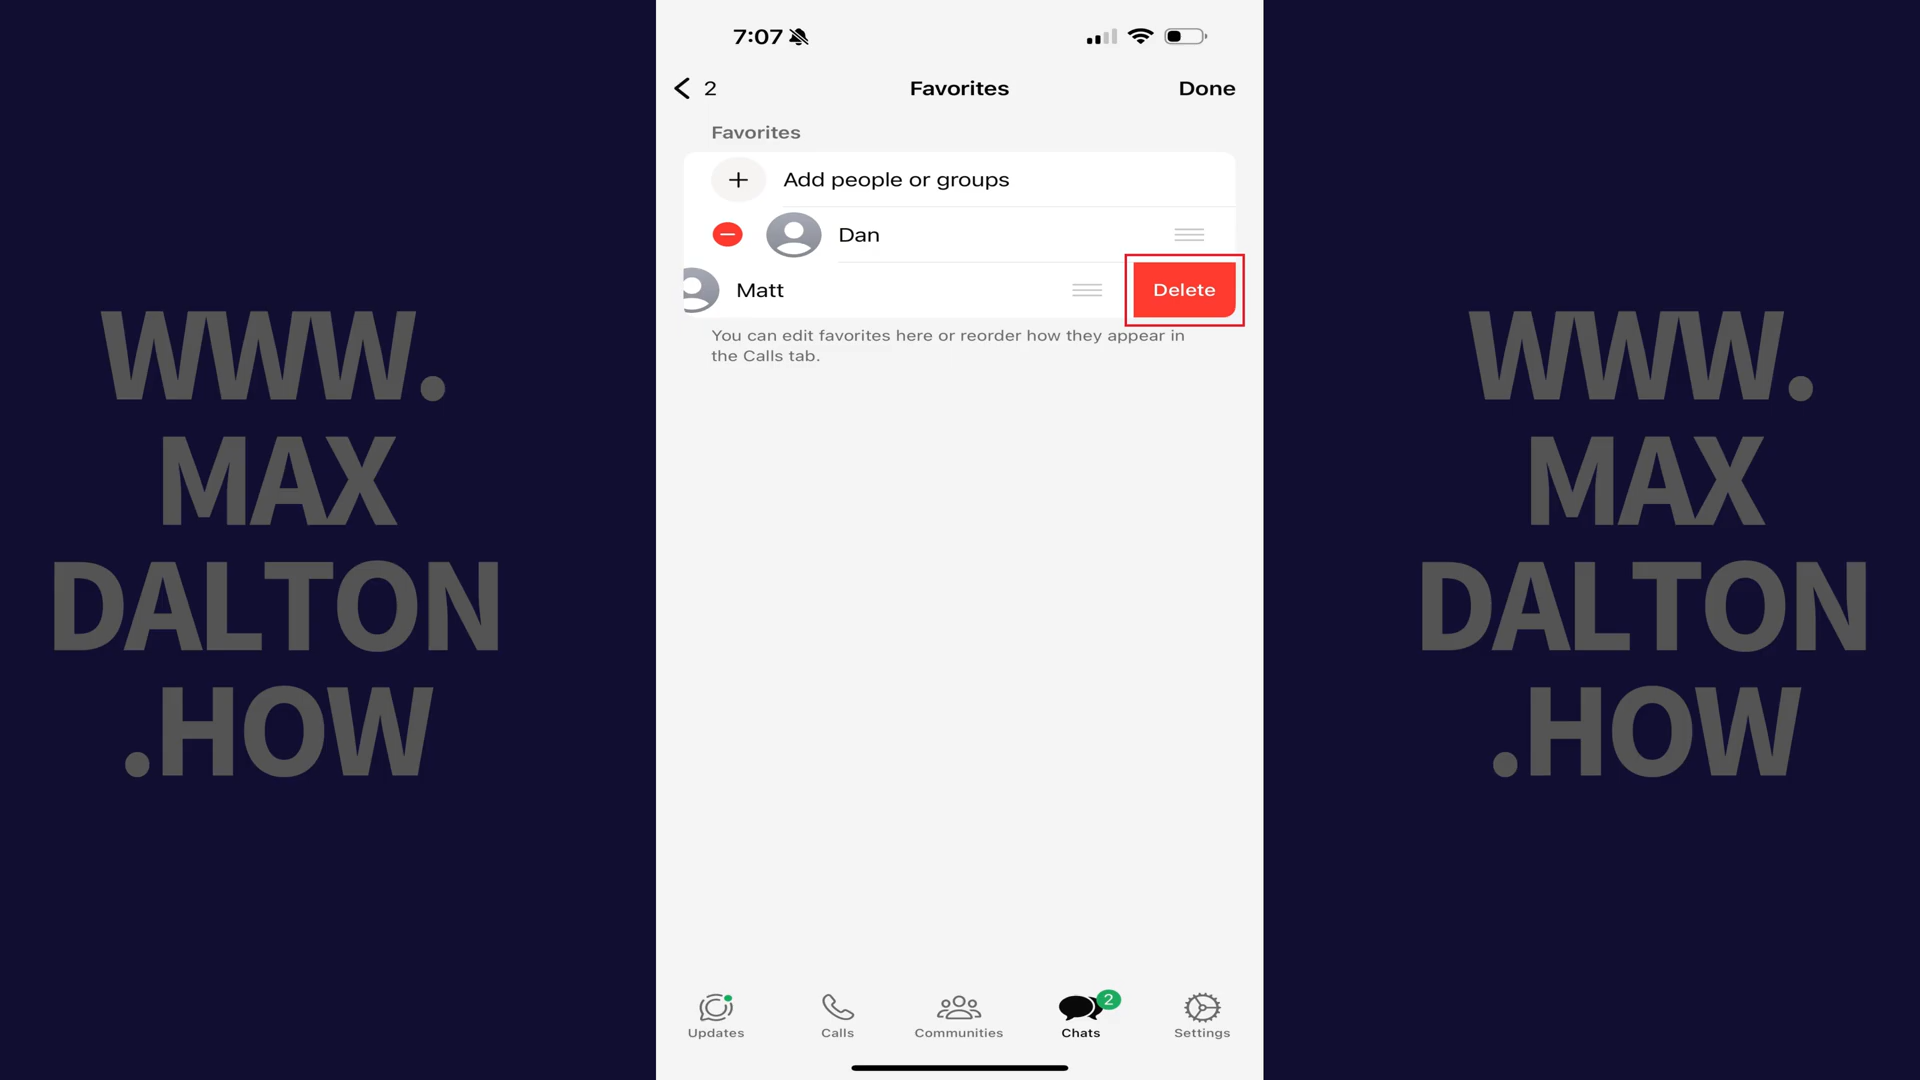 WWW.
MAX
DALTON
.HOW
7:07
2
Favorites
Done
Favorites
Add people or groups
Dan
Matt
Delete
You can edit favorites here or reorder how they appear in
the Calls tab.
Updates
Calls
Communities
2
Chats
Settings
WWW.
MAX
DALTON
.HOW